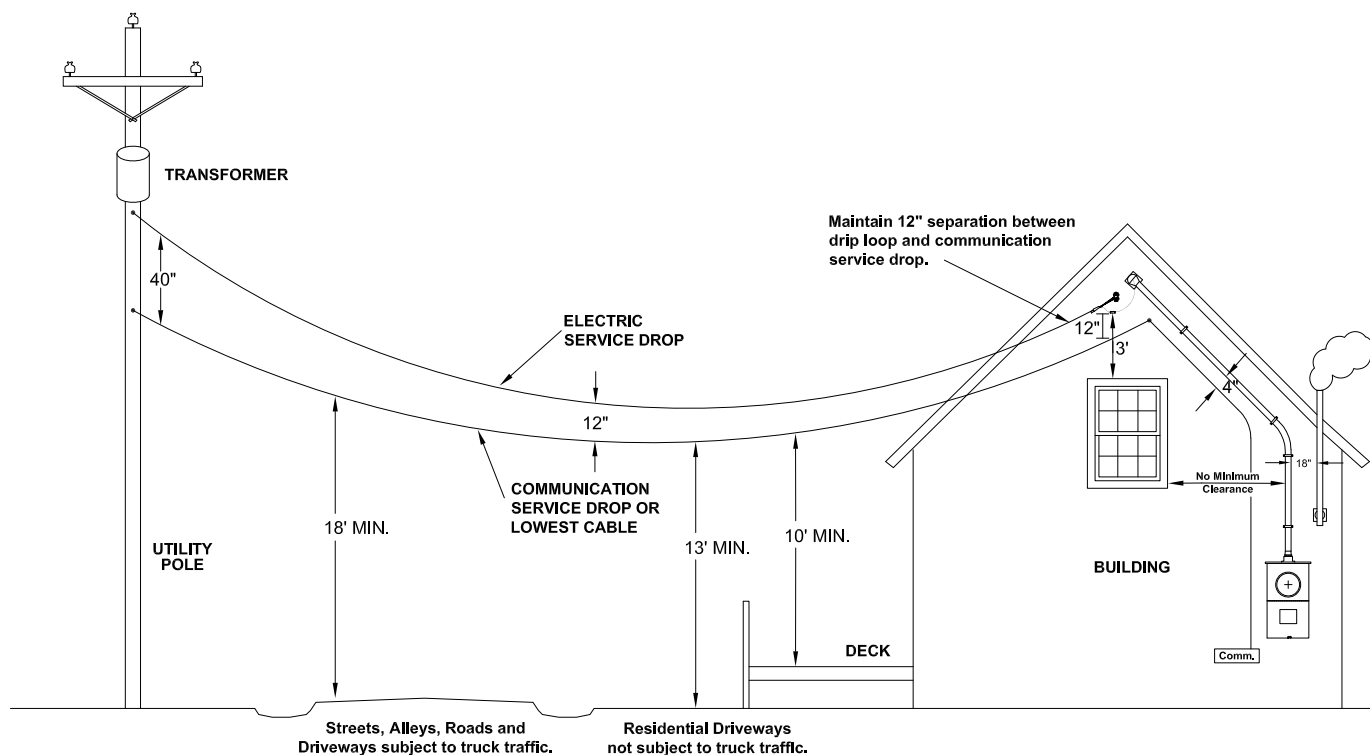 TRANSFORMER
Maintain 12" separation between
drip loop and communication
service drop.
40"
ELECTRIC
SERVICE DROP
12"
3'
4"
12"
18"
No Minimum
Clearance
COMMUNICATION
SERVICE DROP OR
LOWEST CABLE
18' MIN.
13' MIN.
10' MIN.
UTILITY
POLE
BUILDING
DECK
Comm.
Streets, Alleys, Roads and
Driveways subject to truck traffic.
Residential Driveways
not subject to truck traffic.